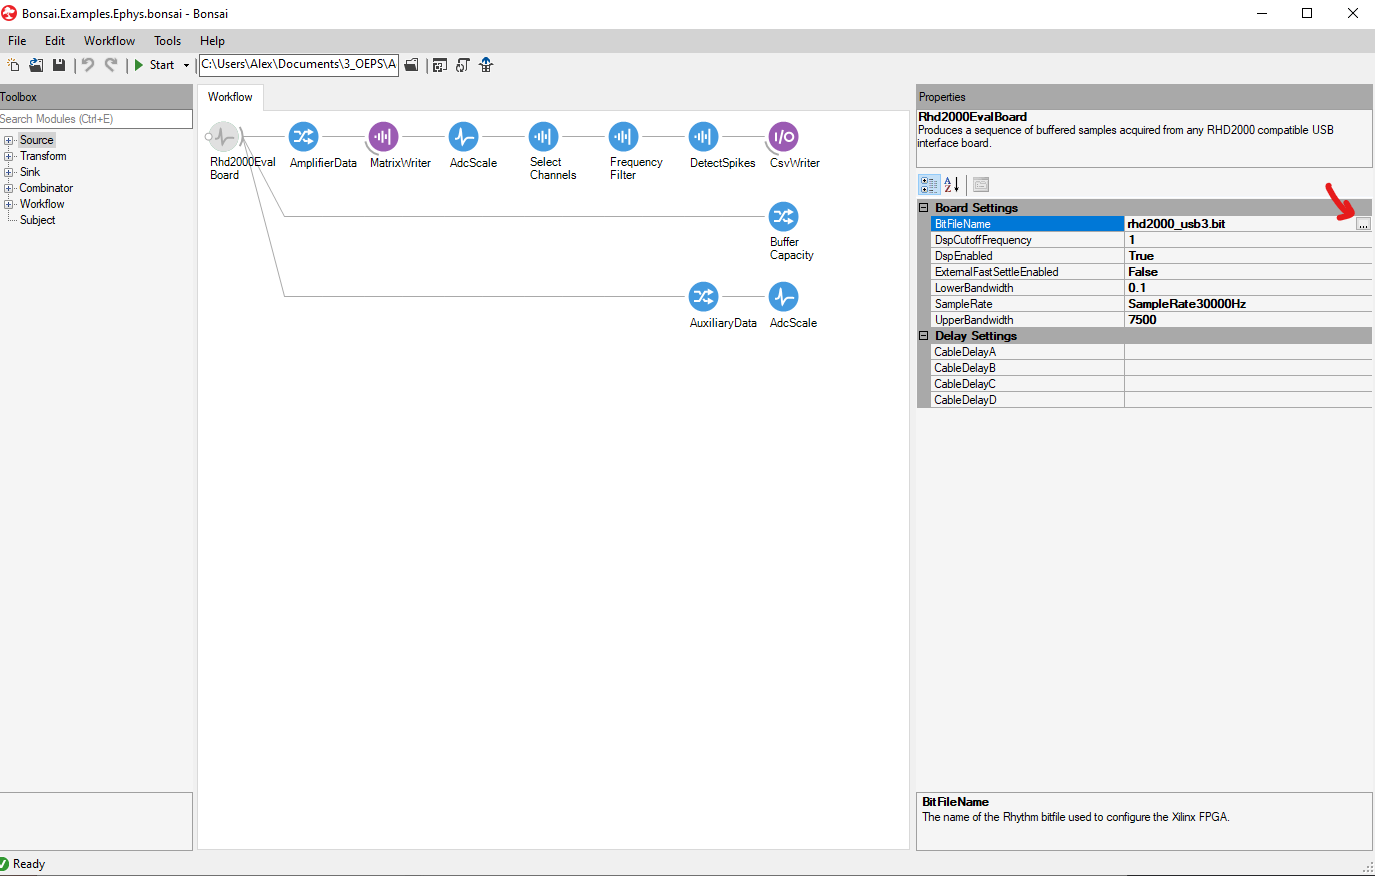 Bonsai.Examples.Ephys.bonsai - Bonsai
File Edit Workflow Tools Help
Start C:\Users\Alex\Documents\3_OEPS\A
Toolbox
Search Modules (Ctrl+E)
Source
Transform
Sink
Combinator
Workflow
Subject
Workflow
Rhd2000Eval
Board
AmplifierData
MatrixWriter
AdcScale
Select
Channels
Frequency
Filter
DetectSpikes
I/O
CsvWriter
Buffer
Capacity
AuxiliaryData
AdcScale
Properties
Rhd2000EvalBoard
Produces a sequence of buffered samples acquired from any RHD2000 compatible USB
interface board.
A
Z
Board Settings
BitFileName rhd2000_usb3.bit ...
DspCutoffFrequency 1
DspEnabled True
ExternalFastSettleEnabled False
LowerBandwidth 0.1
SampleRate SampleRate30000Hz
UpperBandwidth 7500
Delay Settings
CableDelayA
CableDelayB
CableDelayC
CableDelayD
BitFileName
The name of the Rhythm bitfile used to configure the Xilinx FPGA.
Ready